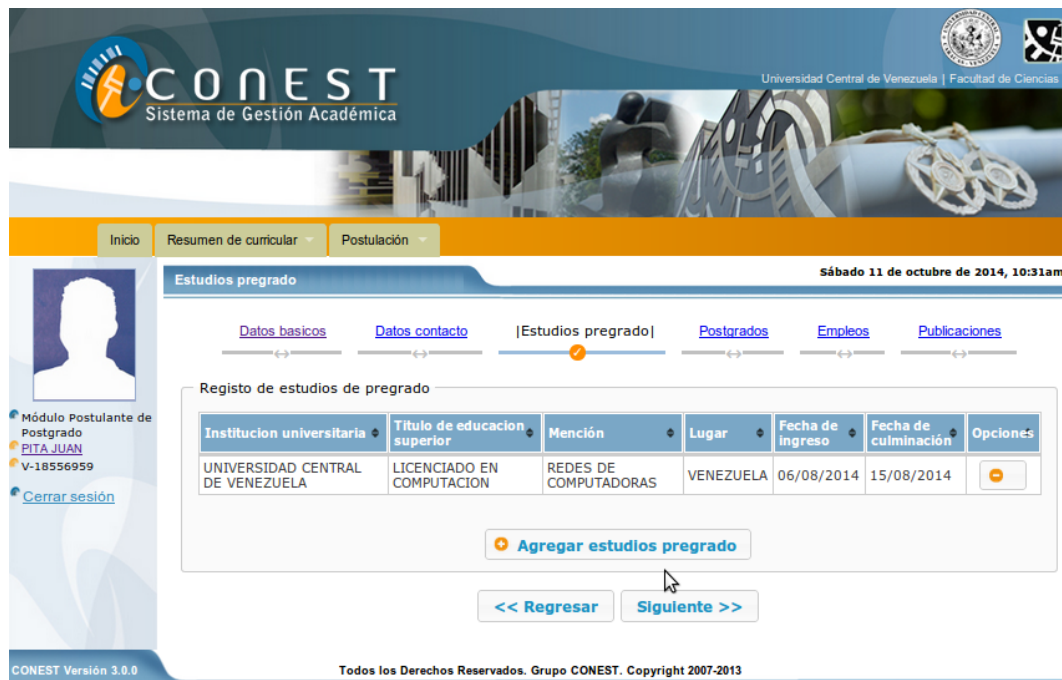 CONEST
Sistema de Gestión Académica
Universidad Central de Venezuela | Facultad de Ciencias
Inicio
Resumen de curricular
Postulación
Estudios pregrado
Sábado 11 de octubre de 2014, 10:31am
Datos basicos
Datos contacto
|Estudios pregrado|
Postgrados
Empleos
Publicaciones
Módulo Postulante de
Postgrado
PITA JUAN
V-18556959
Cerrar sesión
Registo de estudios de pregrado
Institucion universitaria
Titulo de educacion
superior
Mención
Lugar
Fecha de
ingreso
Fecha de
culminación
Opciones
UNIVERSIDAD CENTRAL
DE VENEZUELA
LICENCIADO EN
COMPUTACION
REDES DE
COMPUTADORAS
VENEZUELA
06/08/2014
15/08/2014
Agregar estudios pregrado
<< Regresar
Siguiente >>
CONEST Versión 3.0.0
Todos los Derechos Reservados. Grupo CONEST. Copyright 2007-2013